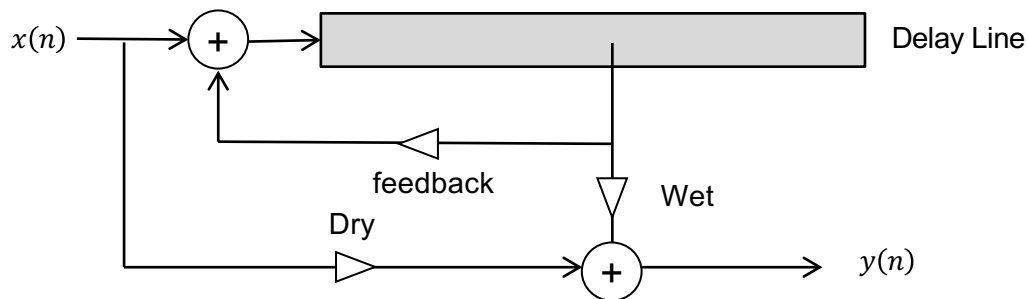 x(n)
+
Delay Line
feedback
Wet
Dry
+
y(n)